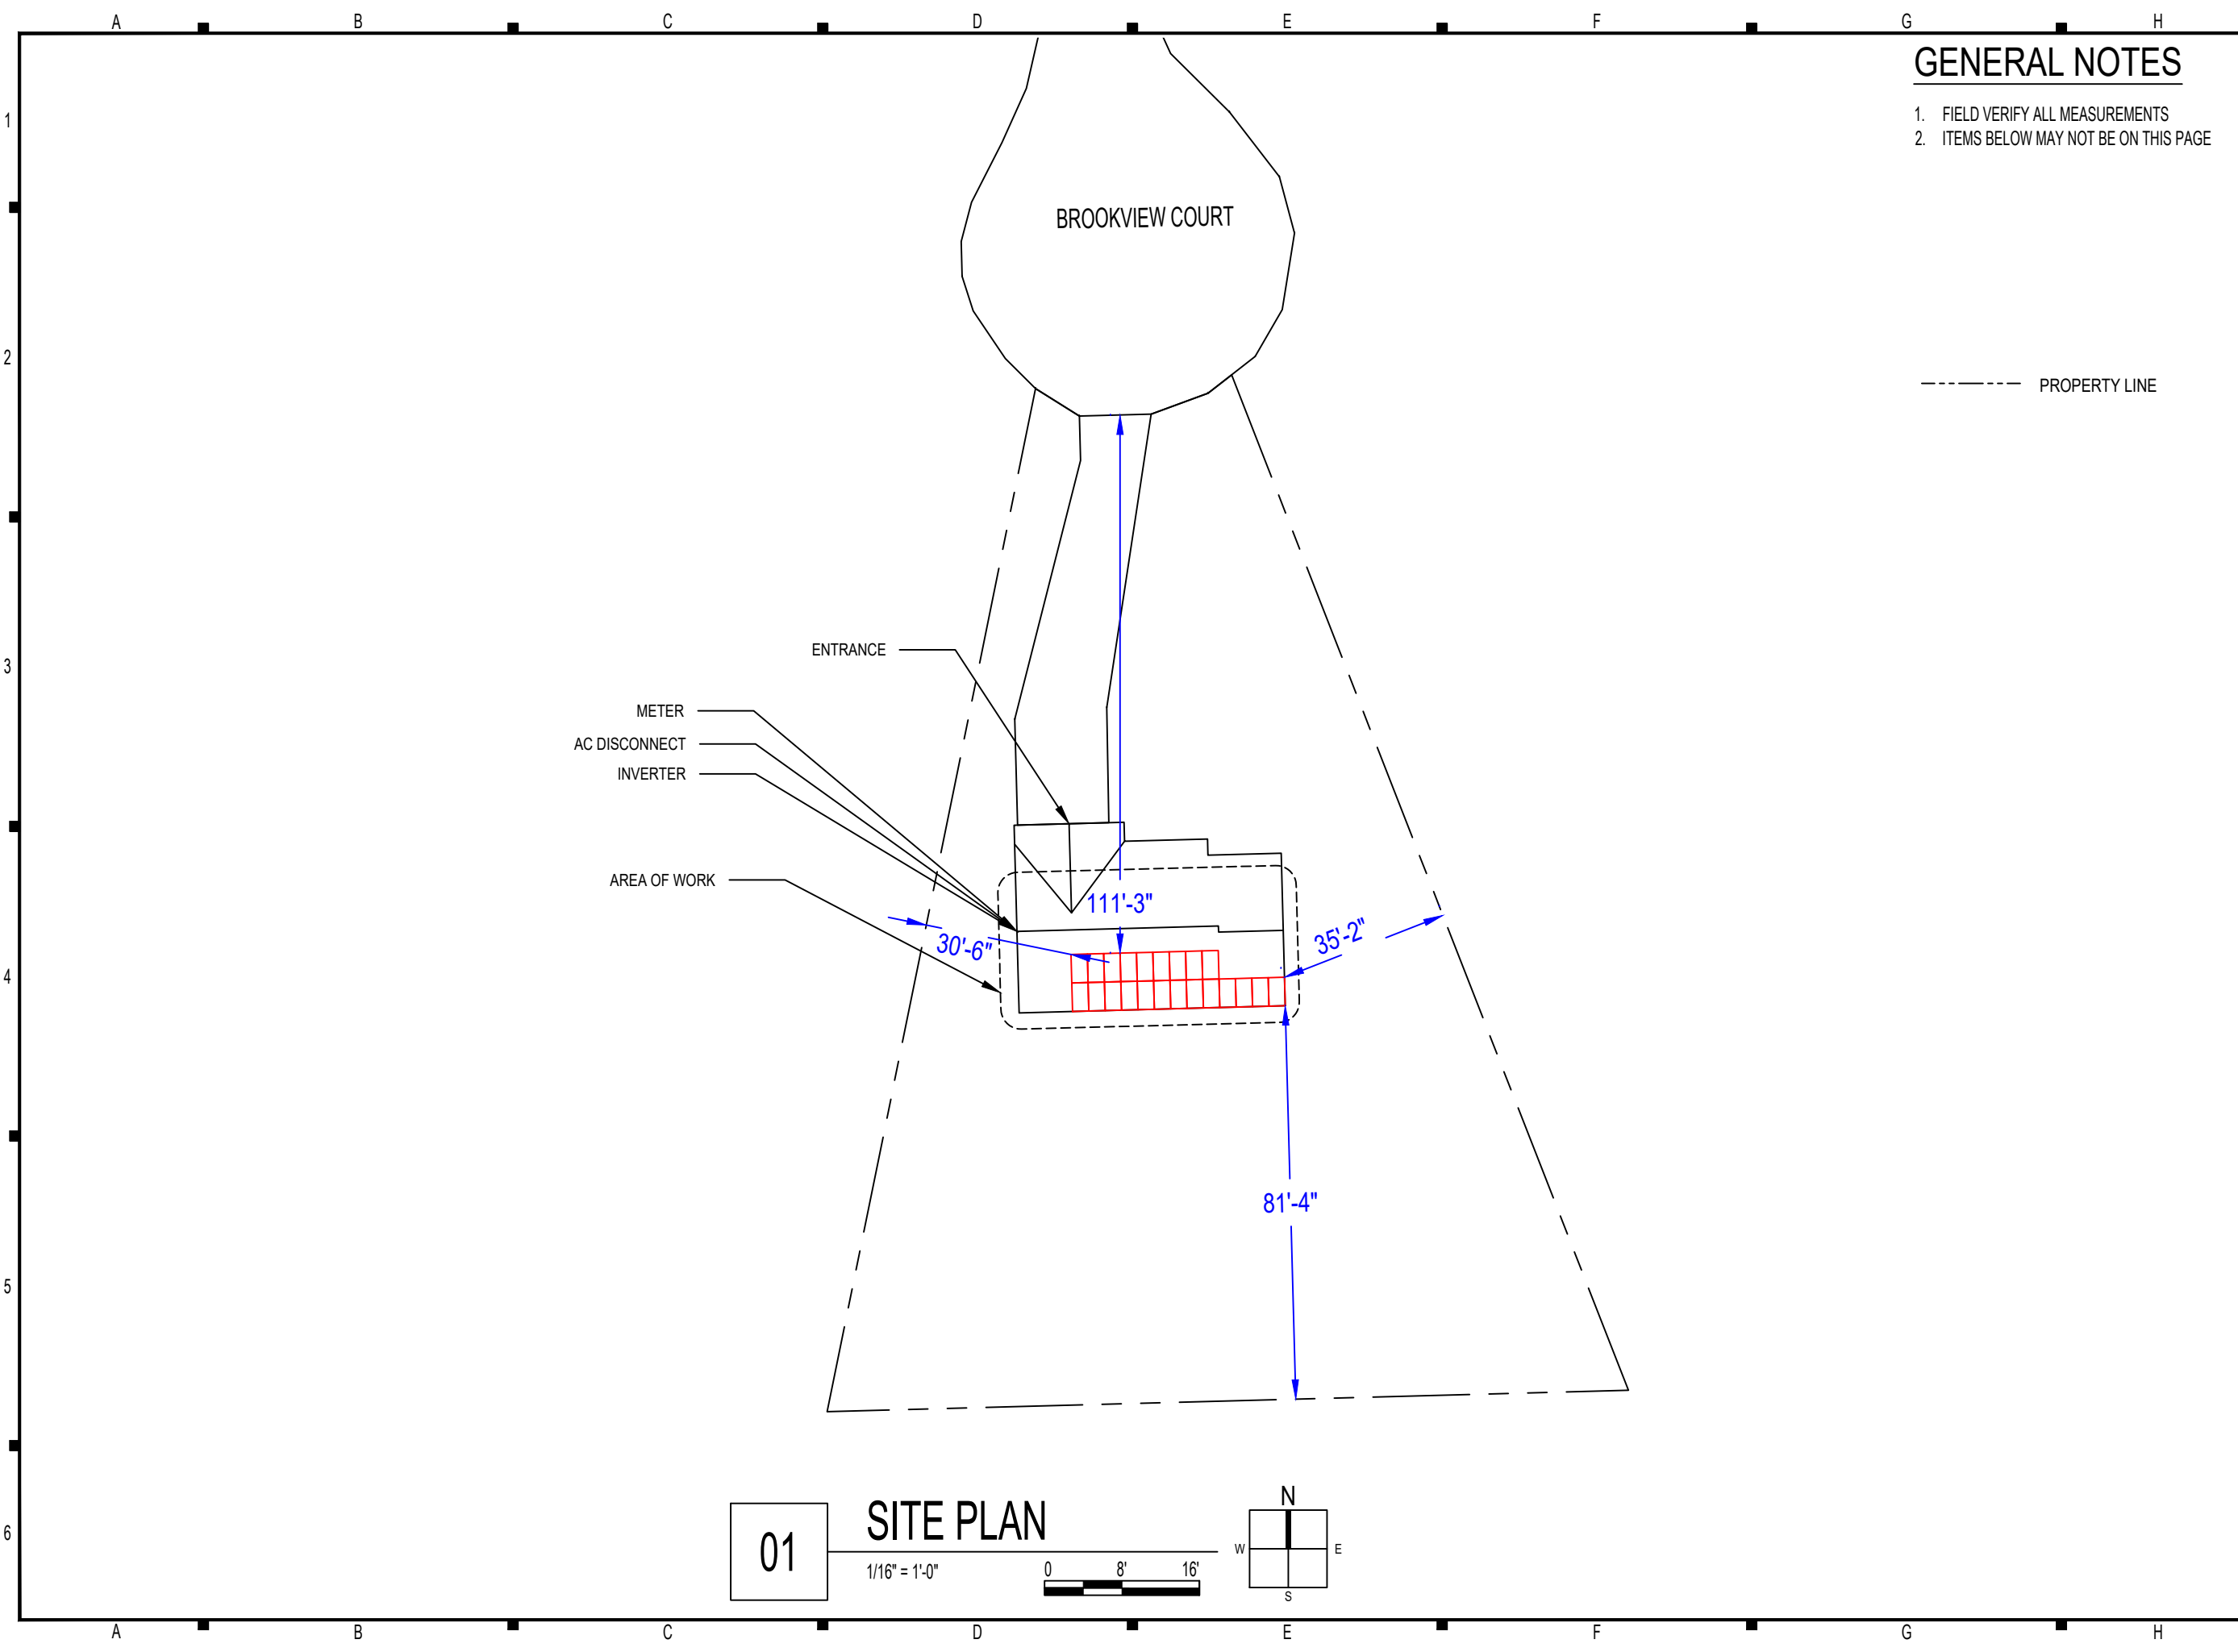 A B C D E F G H
GENERAL NOTES
1. FIELD VERIFY ALL MEASUREMENTS
2. ITEMS BELOW MAY NOT BE ON THIS PAGE
1
BROOKVIEW COURT
2
PROPERTY LINE
3
ENTRANCE
METER
AC DISCONNECT
INVERTER
AREA OF WORK
111'-3"
30'-6"
35'-2"
4
81'-4"
5
6
01
SITE PLAN
1/16" = 1'-0"
0 8' 16'
N
W E
S
A B C D E F G H